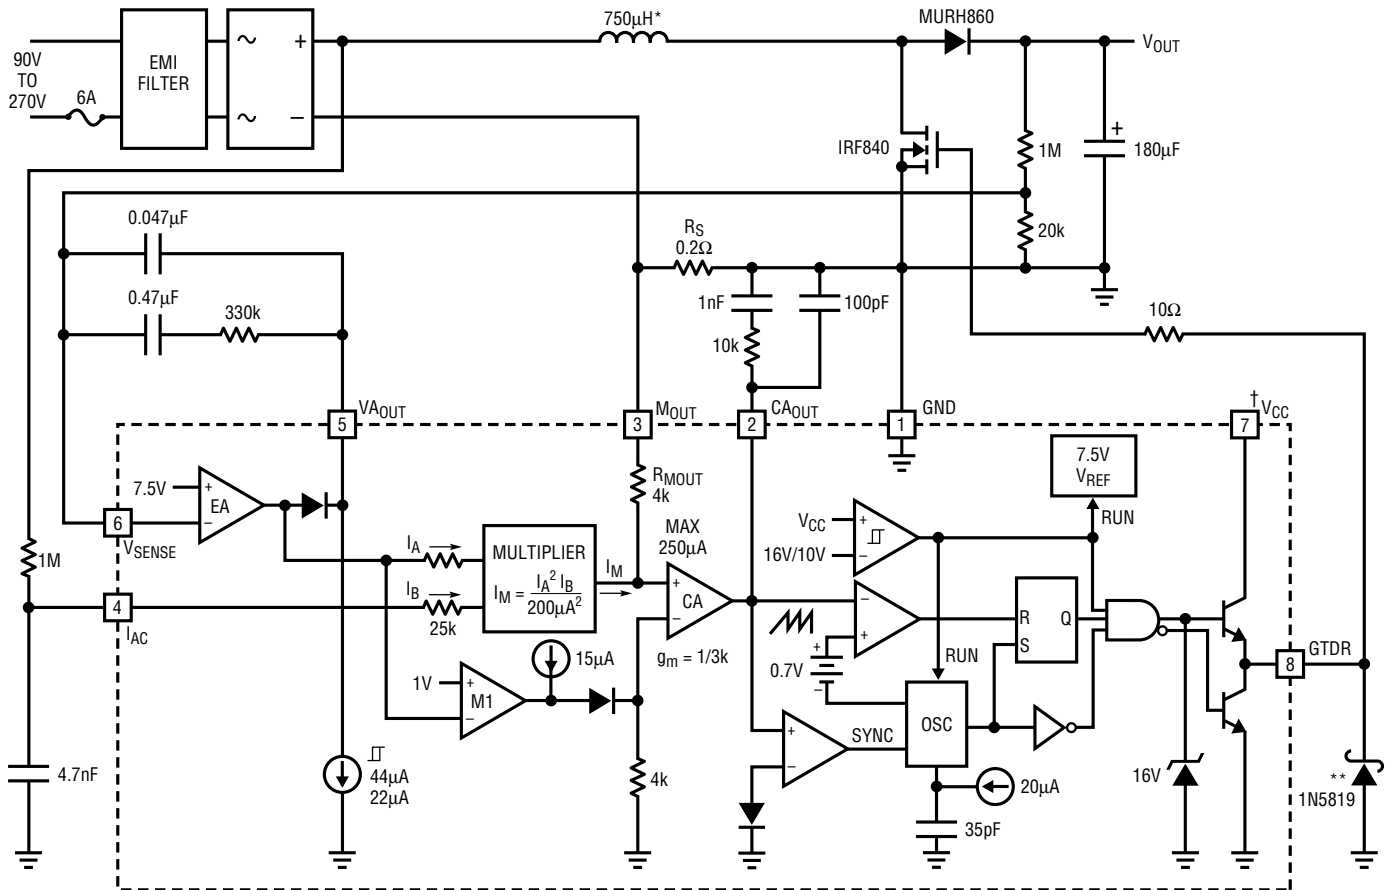 750µH*
MURH860
VOUT
90V
TO
270V
6A
EMI
FILTER
~
+
~
−
IRF840
1M
+
180µF
20k
0.047µF
RS
0.2Ω
0.47µF
330k
1nF
100pF
10k
10Ω
5
VAOUT
3
MOUT
2
CAOUT
1
GND
7
†VCC
7.5V
+
EA
−
6
VSENSE
1M
4
IAC
RMOUT
4k
7.5V
VREF
RUN
VCC
+
16V/10V
−
MAX
250µA
IA
MULTIPLIER
IM = IA² IB / 200µA²
IM
IB
25k
+
CA
−
gm = 1/3k
−
+
R
Q
S
0.7V
+
−
RUN
GTDR
8
15µA
1V
+
M1
−
+
−
SYNC
OSC
44µA
22µA
4k
20µA
35pF
16V
**
1N5819
4.7nF